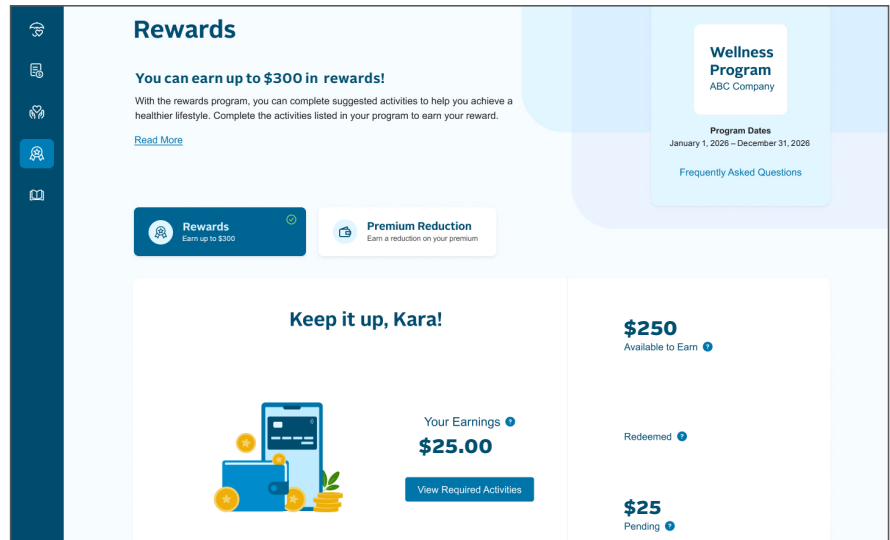 Rewards
You can earn up to $300 in rewards!
With the rewards program, you can complete suggested activities to help you achieve a
healthier lifestyle. Complete the activities listed in your program to earn your reward.
Read More
Wellness
Program
ABC Company
Program Dates
January 1, 2026 – December 31, 2026
Frequently Asked Questions
Rewards
Earn up to $300
Premium Reduction
Earn a reduction on your premium
Keep it up, Kara!
Your Earnings ?
$25.00
View Required Activities
$250
Available to Earn ?
Redeemed ?
$25
Pending ?